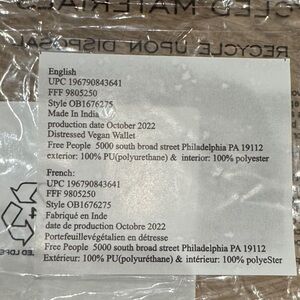 CLED MATERIALS
RECYCLE UPON DISPOSAL
English
UPC 196790843641
FFF 9805250
Style OB1676275
Made In India
production date October 2022
Distressed Vegan Wallet
Free People 5000 south broad street Philadelphia PA 19112
exterior: 100% PU(polyurethane) & interior: 100% polyester
French:
UPC 196790843641
FFF 9805250
Style OB1676275
Fabriqué en Inde
date de production Octobre 2022
Portefeuillevégétalien en détresse
Free People 5000 south broad street Philadelphia PA 19112
Extérieur: 100% PU(polyuréthane) & intérieur: 100% polyeSter
4